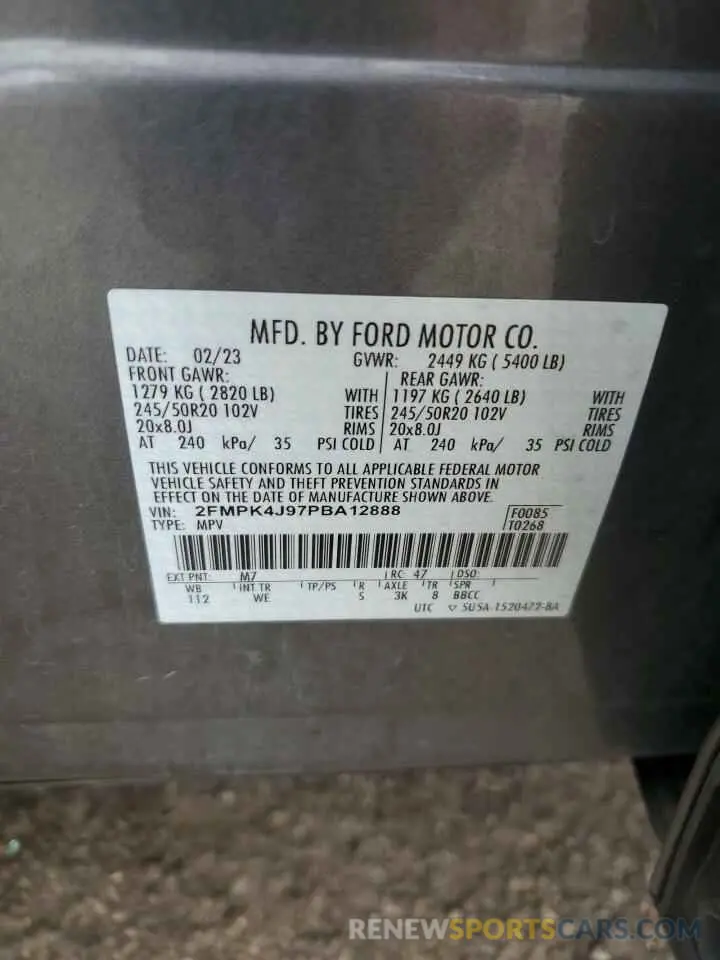 MFD. BY FORD MOTOR CO.
DATE: 02/23 GVWR: 2449 KG ( 5400 LB)
FRONT GAWR: REAR GAWR:
1279 KG ( 2820 LB) WITH 1197 KG ( 2640 LB) WITH
245/50R20 102V TIRES 245/50R20 102V TIRES
20x8.0J RIMS 20x8.0J RIMS
AT 240 kPa/ 35 PSI COLD AT 240 kPa/ 35 PSI COLD
THIS VEHICLE CONFORMS TO ALL APPLICABLE FEDERAL MOTOR
VEHICLE SAFETY AND THEFT PREVENTION STANDARDS IN
EFFECT ON THE DATE OF MANUFACTURE SHOWN ABOVE.
VIN: 2FMPK4J97PBA12888 F0085
TYPE: MPV T0268
EXT PNT: M7 RC: 47 DSO:
WB INT TR TP/PS R AXLE TR SPR
112 WE 5 3K 8 BBCC
UTC ▽ SU5A-1520472-BA
RENEWSPORTSCARS.COM